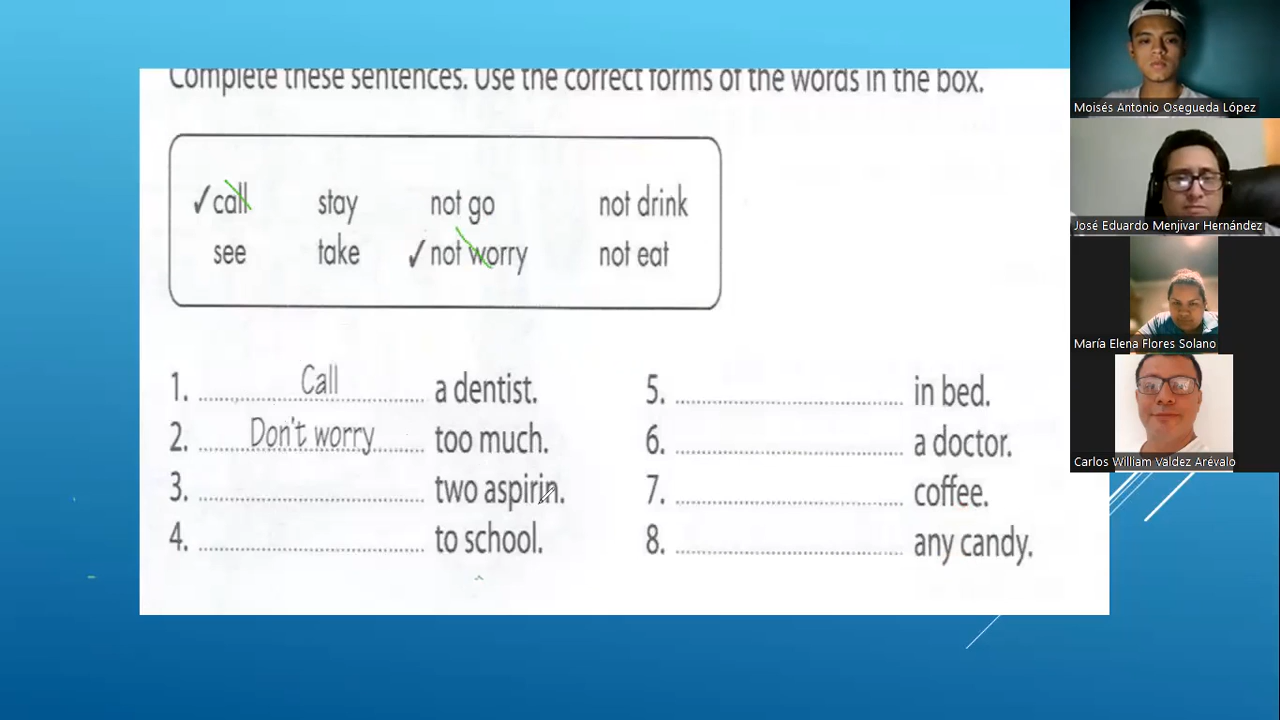 Complete these sentences. Use the correct forms of the words in the box.
✓call stay not go not drink
see take ✓not worry not eat
1. Call a dentist.
2. Don't worry too much.
3. two aspirin.
4. to school.
5. in bed.
6. a doctor.
7. coffee.
8. any candy.
Moisés Antonio Osegueda López
José Eduardo Menjivar Hernández
María Elena Flores Solano
Carlos William Valdez Arévalo